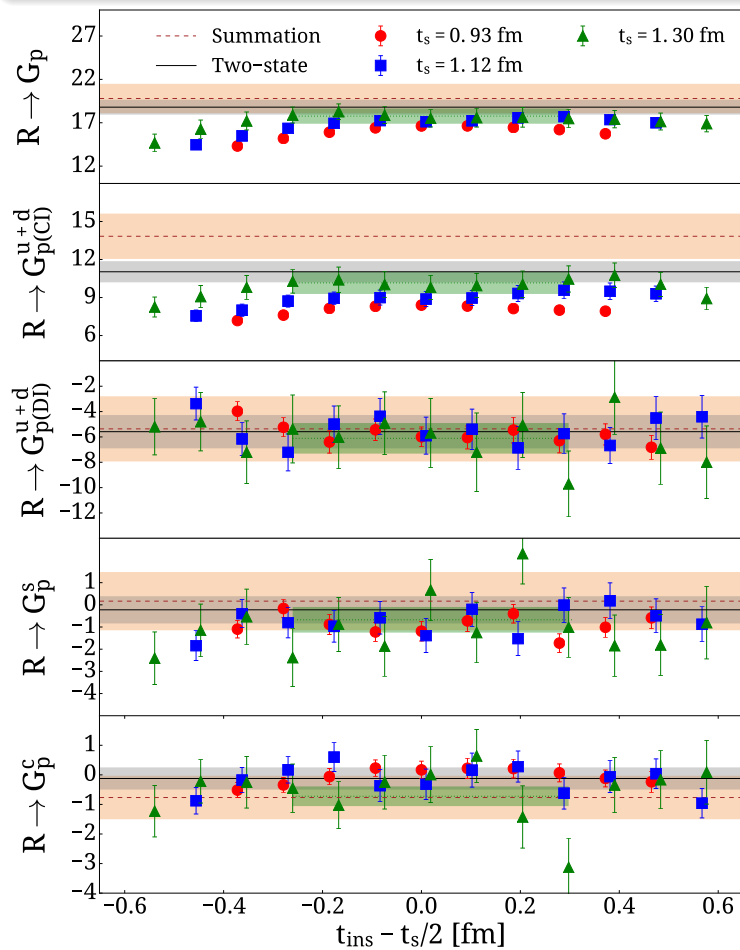 Summation
t_s = 0.93 fm
t_s = 1.30 fm
Two−state
t_s = 1.12 fm
27
22
17
12
R → G_p
15
12
9
6
R → G_{p(CI)}^{u+d}
−2
−4
−6
−8
−10
−12
R → G_{p(DI)}^{u+d}
1
0
−1
−2
−3
−4
R → G_p^s
1
0
−1
−2
−3
−4
R → G_p^c
−0.6 −0.4 −0.2 0.0 0.2 0.4 0.6
t_ins − t_s/2 [fm]